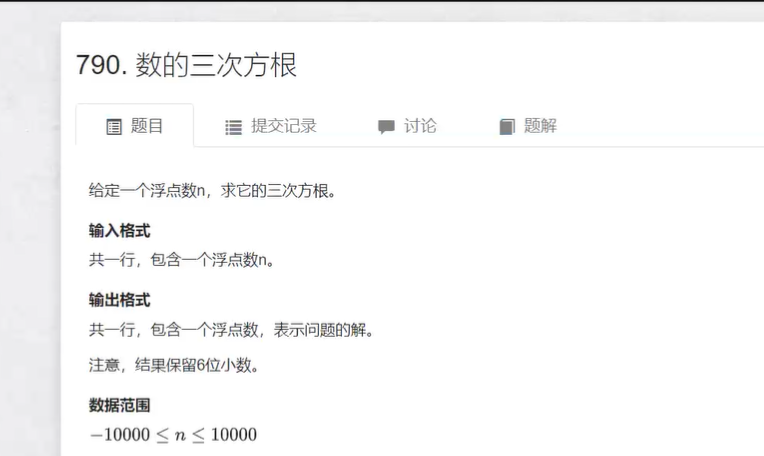 790. 数的三次方根
题目 提交记录 讨论 题解
给定一个浮点数n，求它的三次方根。
输入格式
共一行，包含一个浮点数n。
输出格式
共一行，包含一个浮点数，表示问题的解。
注意，结果保留6位小数。
数据范围
−10000 ≤ n ≤ 10000